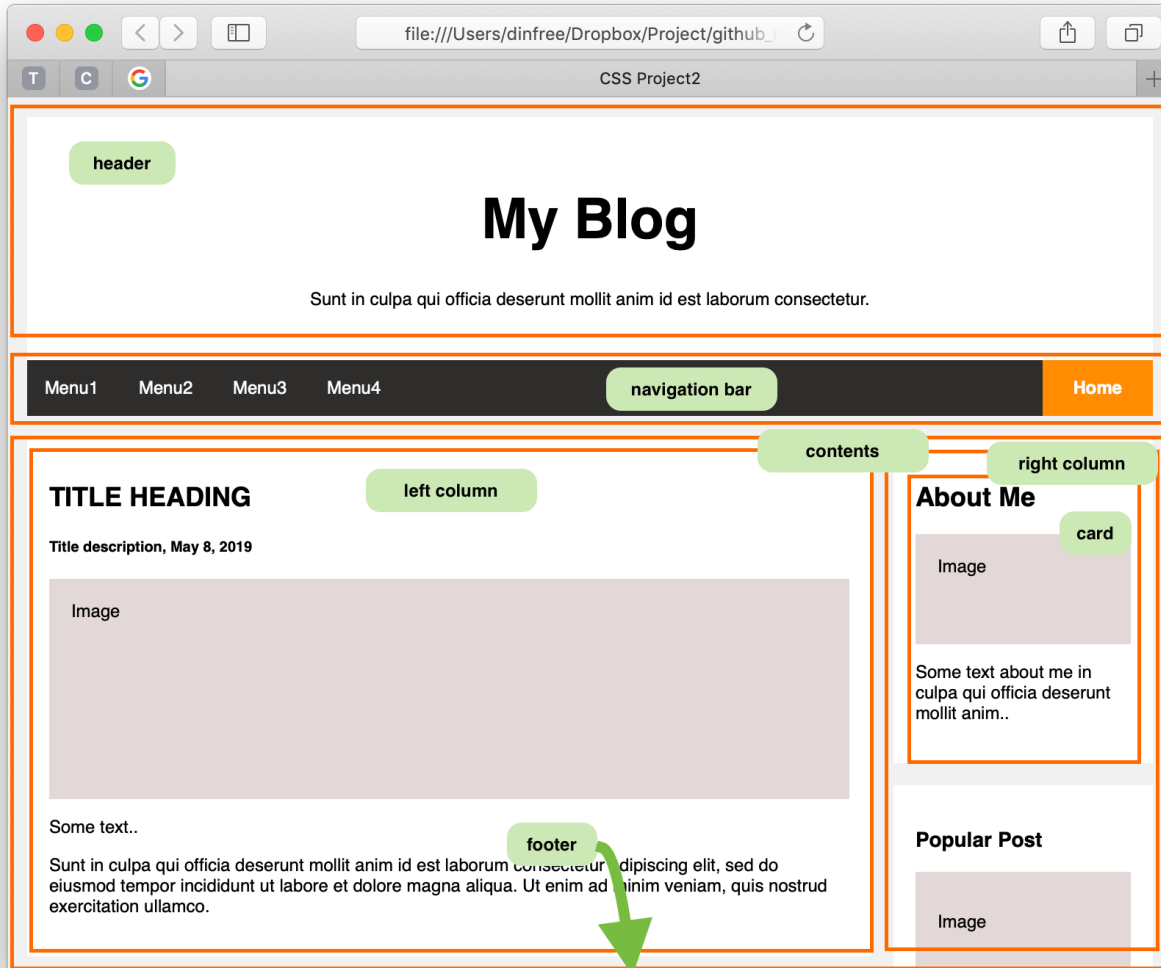 file:///Users/dinfree/Dropbox/Project/github_
T C G CSS Project2
header
My Blog
Sunt in culpa qui officia deserunt mollit anim id est laborum consectetur.
Menu1 Menu2 Menu3 Menu4 navigation bar Home
contents
right column
left column
TITLE HEADING
Title description, May 8, 2019
Image
Some text..
footer
Sunt in culpa qui officia deserunt mollit anim id est laborum consectetur adipiscing elit, sed do
eiusmod tempor incididunt ut labore et dolore magna aliqua. Ut enim ad minim veniam, quis nostrud
exercitation ullamco.
About Me
card
Image
Some text about me in
culpa qui officia deserunt
mollit anim..
Popular Post
Image